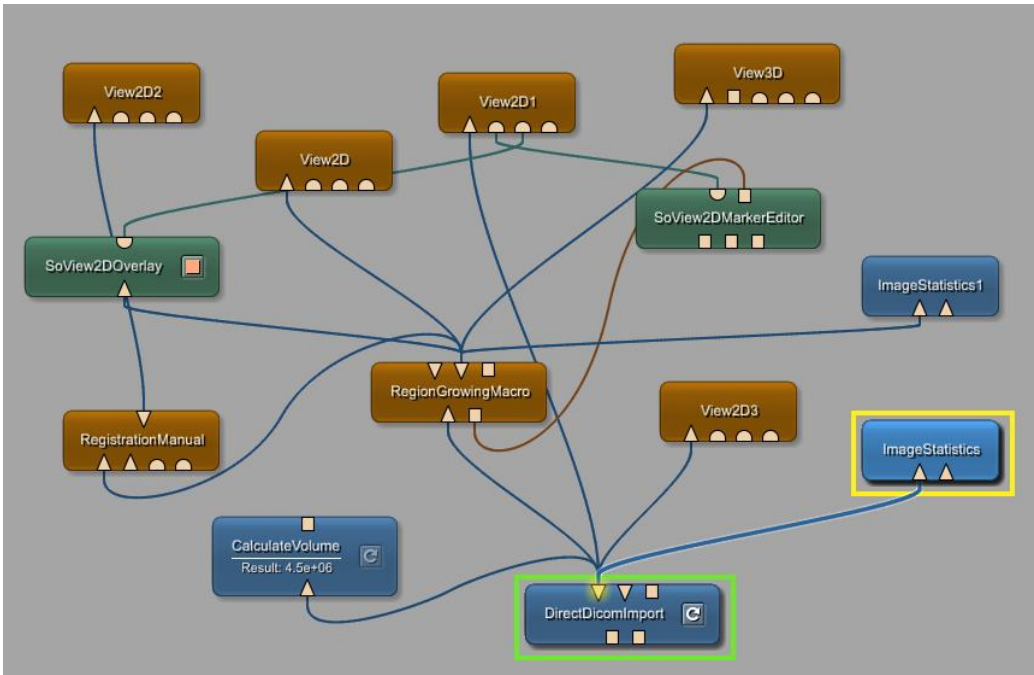 View3D
View2D2
View2D1
View2D
SoView2DMarkerEditor
SoView2DOverlay
ImageStatistics1
RegionGrowingMacro
View2D3
RegistrationManual
ImageStatistics
CalculateVolume
Result: 4.5e+06
DirectDicomImport